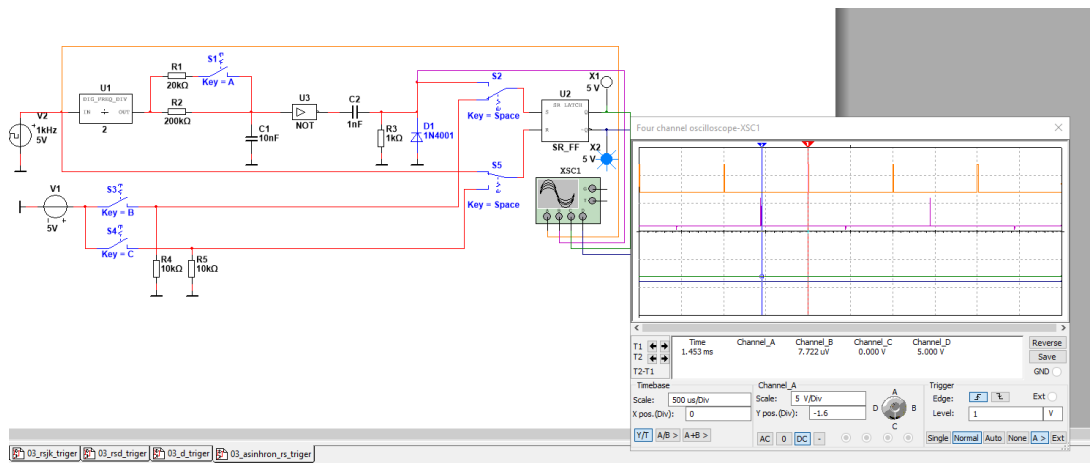 S1
Key = A
R1
20kΩ
U1
DIG_FREQ_DIV
IN
OUT
2
R2
200kΩ
V2
1kHz
5V
C1
10nF
U3
NOT
C2
1nF
R3
1kΩ
D1
1N4001
S2
Key = Space
U2
SR LATCH
S
Q
R
~Q
SR_FF
X1
5 V
X2
5 V
S5
Key = Space
XSC1
A B C D
G
T
V1
5V
S3
Key = B
S4
Key = C
R4
10kΩ
R5
10kΩ
Four channel oscilloscope-XSC1
Time Channel_A Channel_B Channel_C Channel_D
T1 1.453 ms 7.722 uV 0.000 V 5.000 V
T2
T2-T1
Reverse
Save
GND
Timebase
Scale: 500 us/Div
X pos.(Div): 0
Y/T A/B > A+B >
Channel_A
Scale: 5 V/Div
Y pos.(Div): -1.6
AC 0 DC -
A
B
C
D
Trigger
Edge: Ext
Level: 1 V
Single Normal Auto None A > Ext
03_rsjk_triger 03_rsd_triger 03_d_triger 03_asinhron_rs_triger